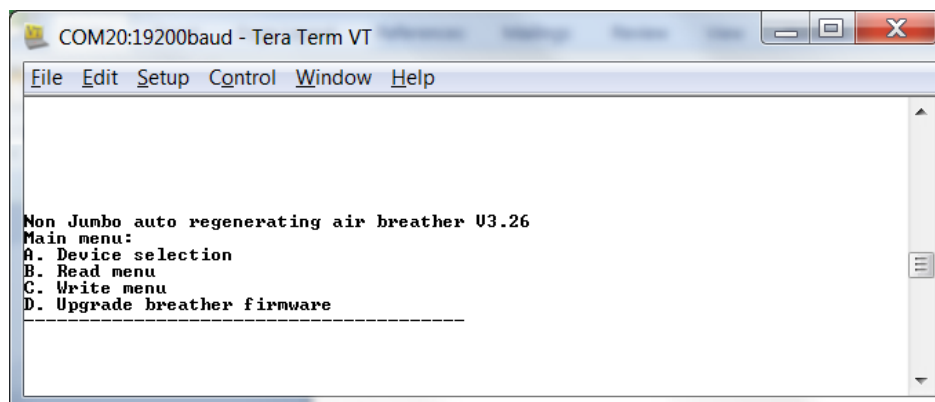 COM20:19200baud - Tera Term VT
File Edit Setup Control Window Help
Non Jumbo auto regenerating air breather V3.26
Main menu:
A. Device selection
B. Read menu
C. Write menu
D. Upgrade breather firmware
----------------------------------------